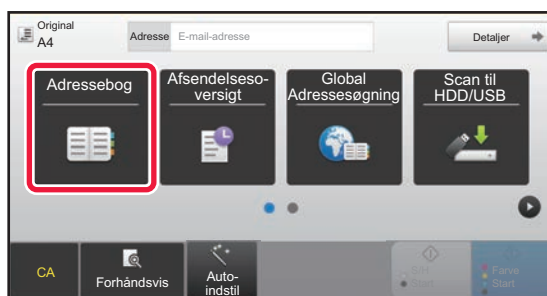 Original
A4
Adresse
E-mail-adresse
Detaljer
Adressebog
Afsendelseso-
versigt
Global
Adressesøgning
Scan til
HDD/USB
CA
Forhåndsvis
Auto-
indstil
S/H
Start
Farve
Start